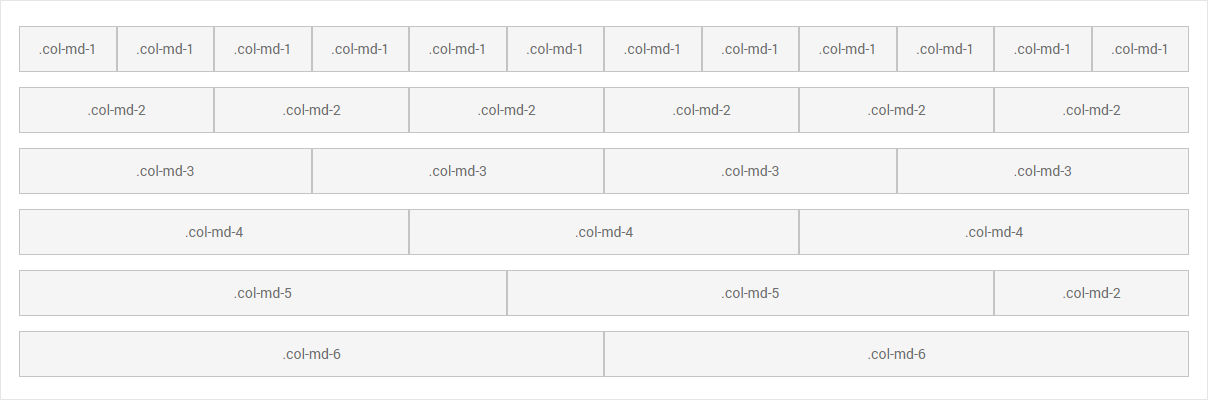 .col-md-1 .col-md-1 .col-md-1 .col-md-1 .col-md-1 .col-md-1 .col-md-1 .col-md-1 .col-md-1 .col-md-1 .col-md-1 .col-md-1
.col-md-2 .col-md-2 .col-md-2 .col-md-2 .col-md-2 .col-md-2
.col-md-3 .col-md-3 .col-md-3 .col-md-3
.col-md-4 .col-md-4 .col-md-4
.col-md-5 .col-md-5 .col-md-2
.col-md-6 .col-md-6